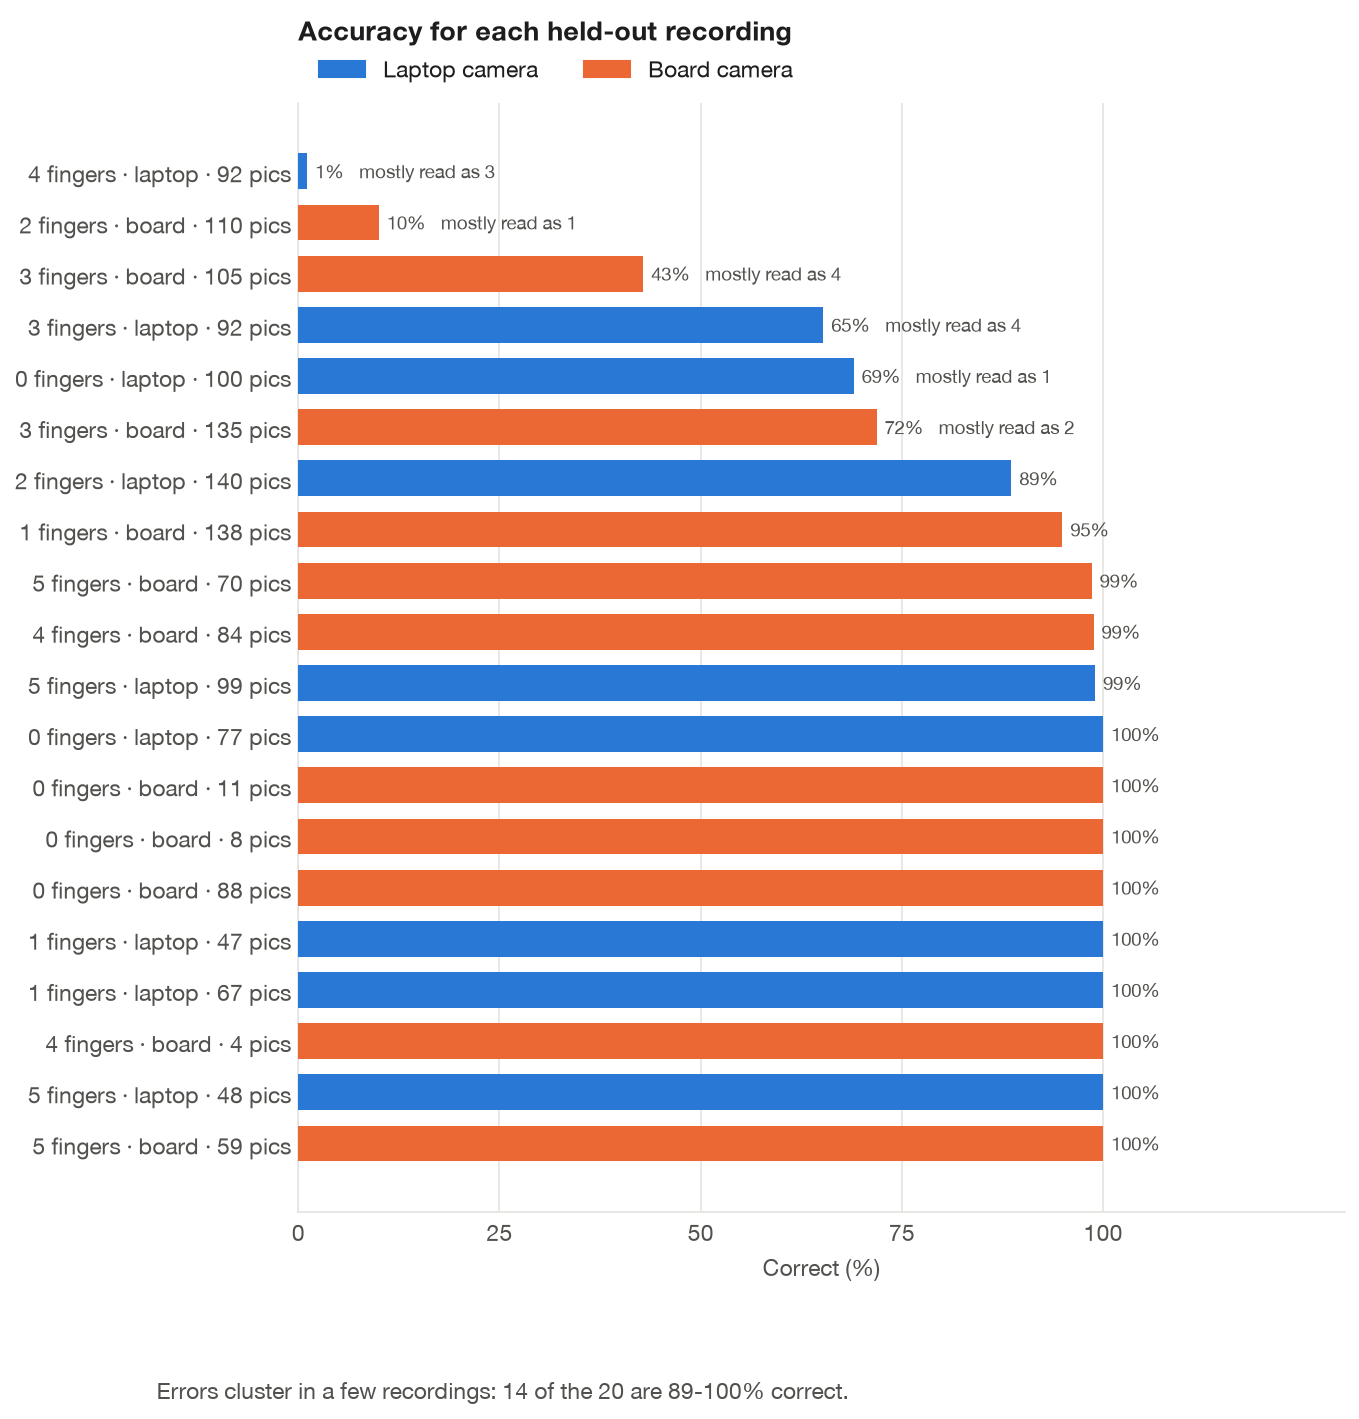 Accuracy for each held-out recording
Laptop camera Board camera
4 fingers · laptop · 92 pics 1% mostly read as 3
2 fingers · board · 110 pics 10% mostly read as 1
3 fingers · board · 105 pics 43% mostly read as 4
3 fingers · laptop · 92 pics 65% mostly read as 4
0 fingers · laptop · 100 pics 69% mostly read as 1
3 fingers · board · 135 pics 72% mostly read as 2
2 fingers · laptop · 140 pics 89%
1 fingers · board · 138 pics 95%
5 fingers · board · 70 pics 99%
4 fingers · board · 84 pics 99%
5 fingers · laptop · 99 pics 99%
0 fingers · laptop · 77 pics 100%
0 fingers · board · 11 pics 100%
0 fingers · board · 8 pics 100%
0 fingers · board · 88 pics 100%
1 fingers · laptop · 47 pics 100%
1 fingers · laptop · 67 pics 100%
4 fingers · board · 4 pics 100%
5 fingers · laptop · 48 pics 100%
5 fingers · board · 59 pics 100%
0 25 50 75 100
Correct (%)
Errors cluster in a few recordings: 14 of the 20 are 89-100% correct.